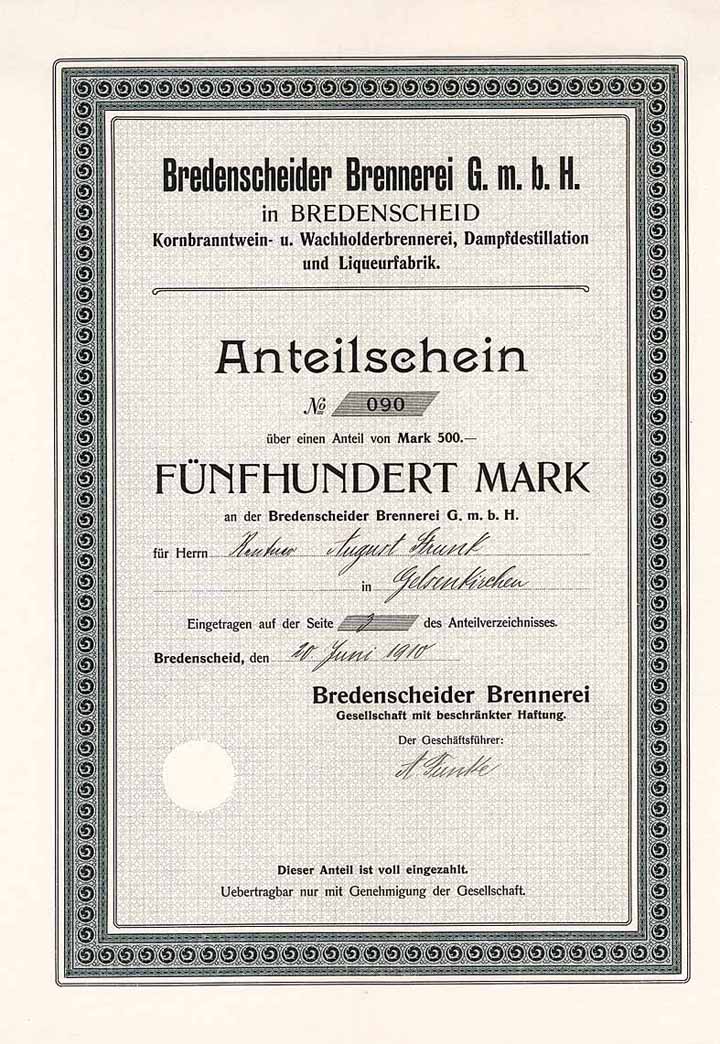 Bredenscheider Brennerei G. m. b. H.
in BREDENSCHEID
Kornbranntwein- u. Wachholderbrennerei, Dampfdestillation
und Liqueurfabrik.
Anteilschein
№ 090
über einen Anteil von Mark 500.—
FÜNFHUNDERT MARK
an der Bredenscheider Brennerei G. m. b. H.
für Herrn Rentner August Strunk
in Gelsenkirchen
Eingetragen auf der Seite 3 des Anteilverzeichnisses.
Bredenscheid, den 20. Juni 1910
Bredenscheider Brennerei
Gesellschaft mit beschränkter Haftung.
Der Geschäftsführer:
A. Funke
Dieser Anteil ist voll eingezahlt.
Uebertragbar nur mit Genehmigung der Gesellschaft.